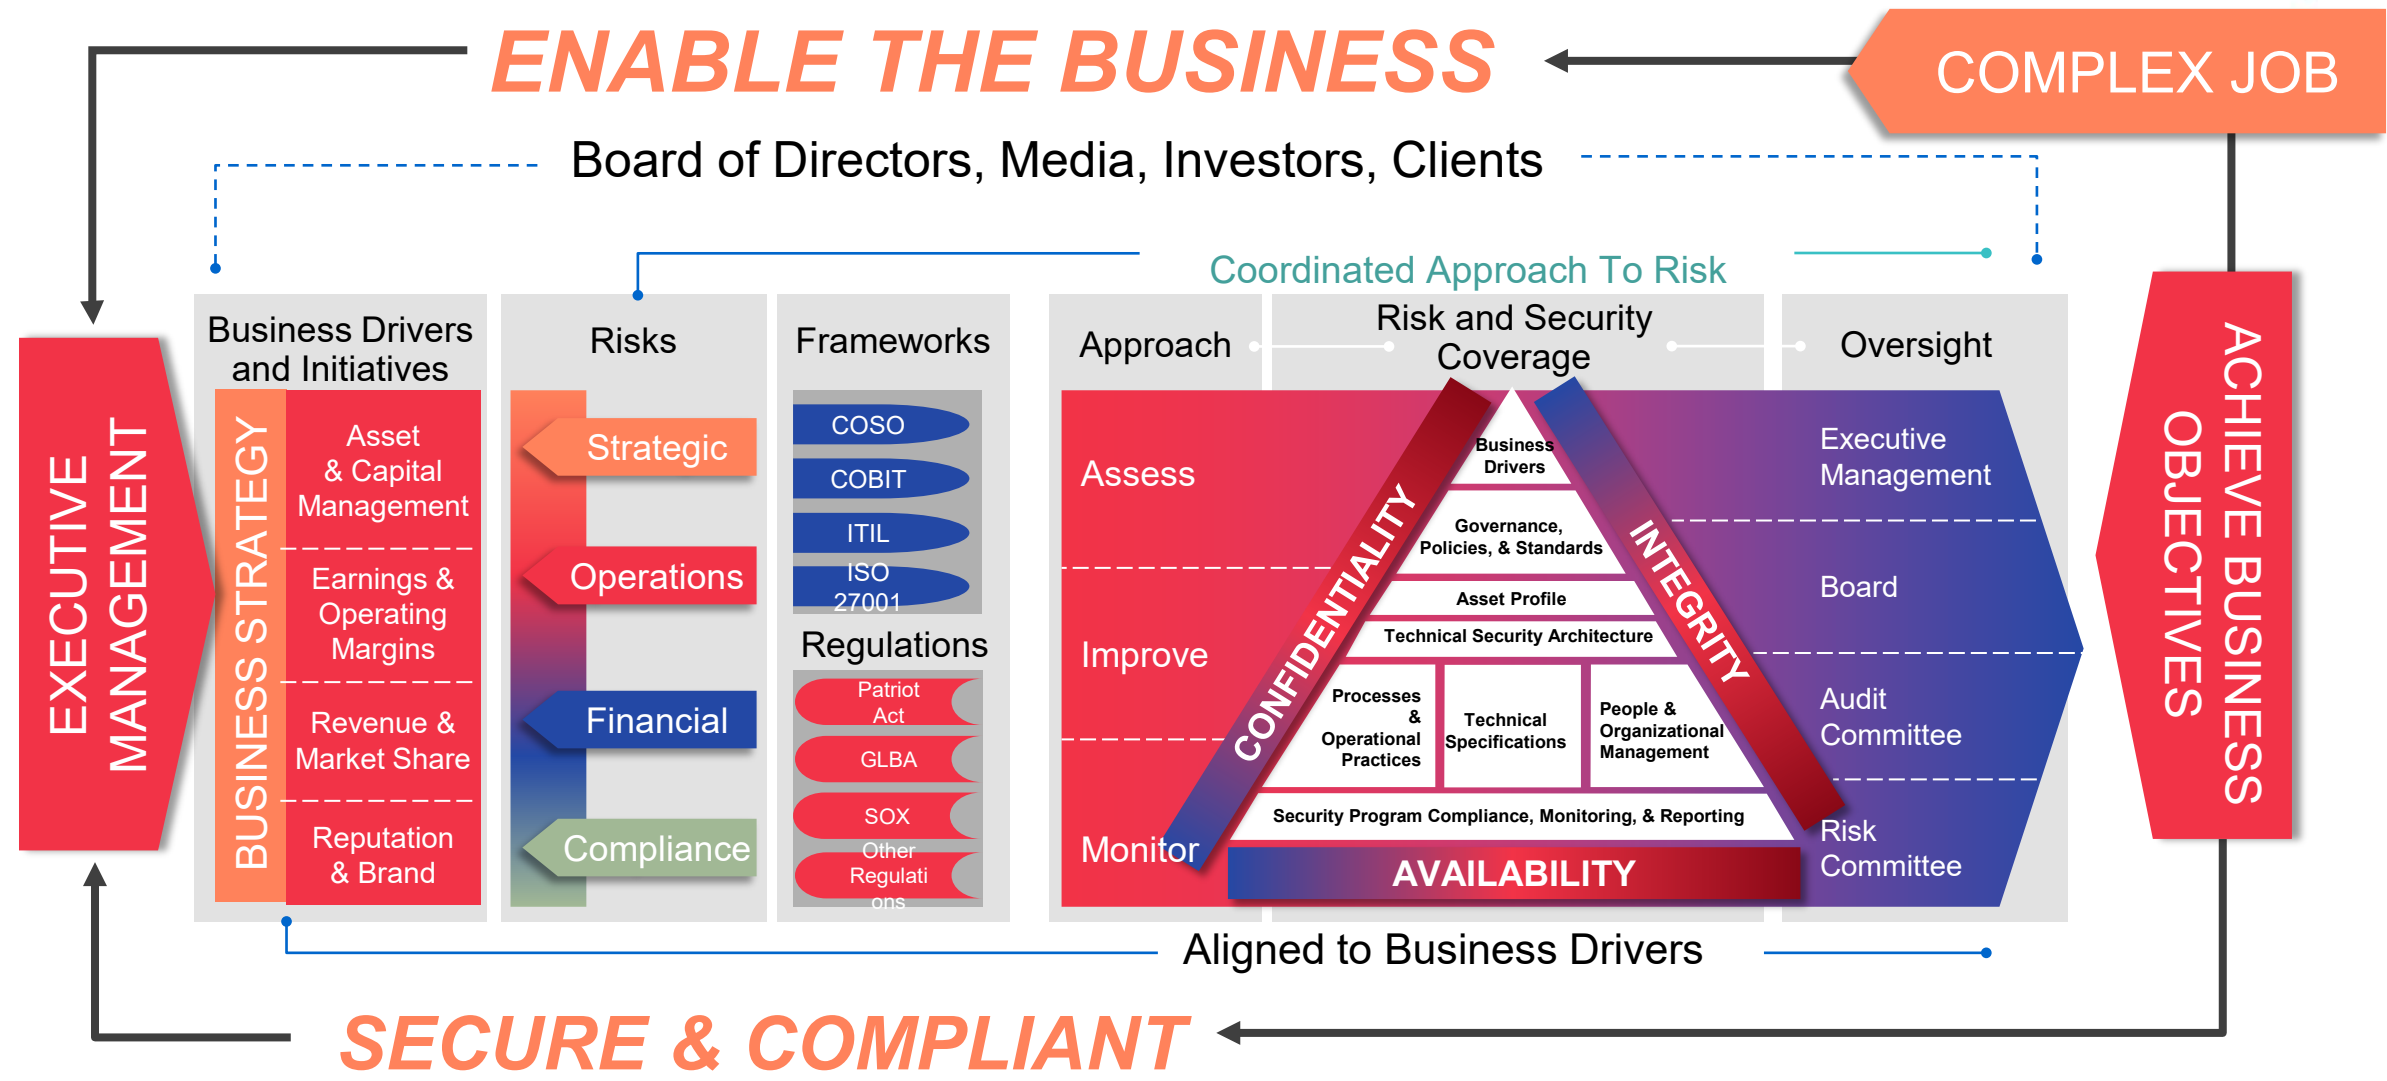 ENABLE THE BUSINESS
COMPLEX JOB
Board of Directors, Media, Investors, Clients
Coordinated Approach To Risk
EXECUTIVE
MANAGEMENT
Business Drivers
and Initiatives
BUSINESS STRATEGY
Asset
& Capital
Management
Earnings &
Operating
Margins
Revenue &
Market Share
Reputation
& Brand
Risks
Strategic
Operations
Financial
Compliance
Frameworks
COSO
COBIT
ITIL
ISO
27001
Regulations
Patriot
Act
GLBA
SOX
Other
Regulati
ons
Approach
Assess
Improve
Monitor
Risk and Security
Coverage
CONFIDENTIALITY
INTEGRITY
AVAILABILITY
Business
Drivers
Governance,
Policies, & Standards
Asset Profile
Technical Security Architecture
Processes
&
Operational
Practices
Technical
Specifications
People &
Organizational
Management
Security Program Compliance, Monitoring, & Reporting
Oversight
Executive
Management
Board
Audit
Committee
Risk
Committee
ACHIEVE BUSINESS
OBJECTIVES
Aligned to Business Drivers
SECURE & COMPLIANT